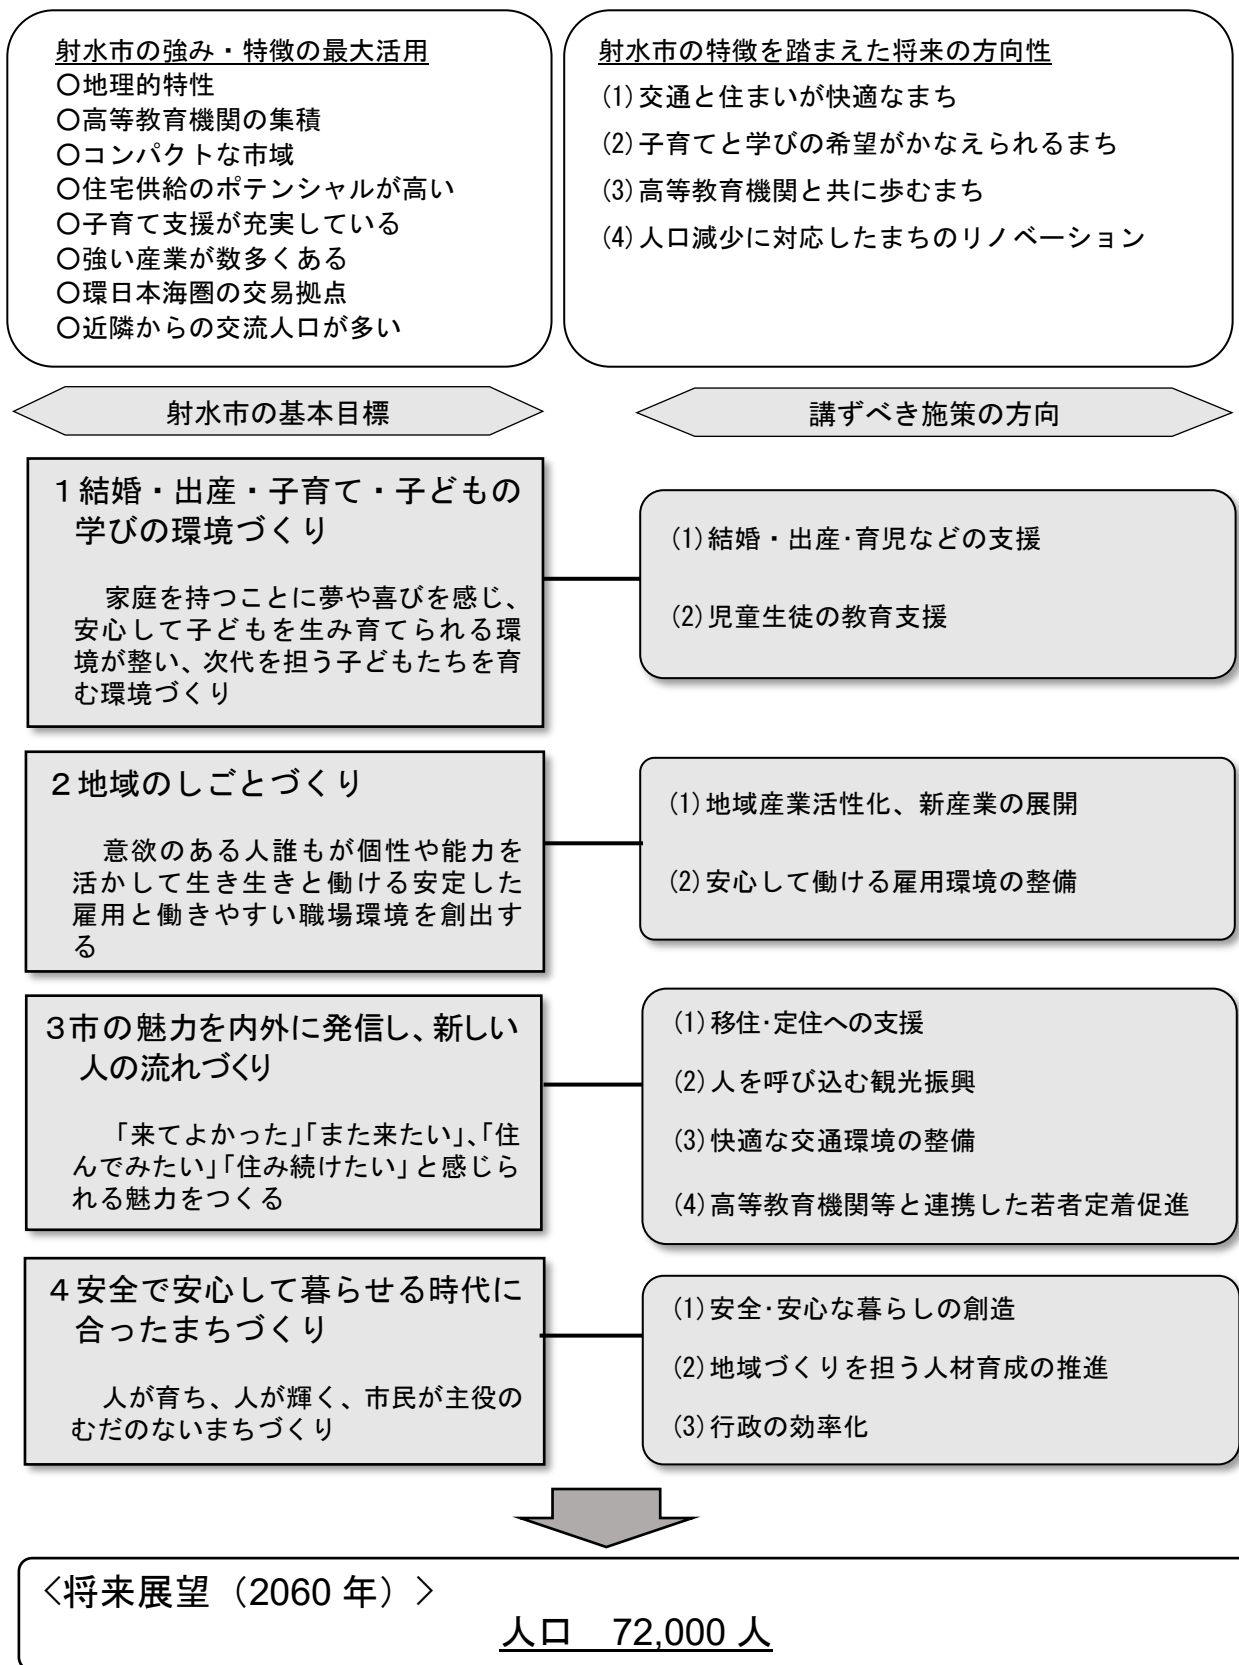 射水市の強み・特徴の最大活用
○地理的特性
○高等教育機関の集積
○コンパクトな市域
○住宅供給のポテンシャルが高い
○子育て支援が充実している
○強い産業が数多くある
○環日本海圏の交易拠点
○近隣からの交流人口が多い
射水市の特徴を踏まえた将来の方向性
(1)交通と住まいが快適なまち
(2)子育てと学びの希望がかなえられるまち
(3)高等教育機関と共に歩むまち
(4)人口減少に対応したまちのリノベーション
射水市の基本目標
講ずべき施策の方向
1結婚・出産・子育て・子どもの
学びの環境づくり
家庭を持つことに夢や喜びを感じ、
安心して子どもを生み育てられる環
境が整い、次代を担う子どもたちを育
む環境づくり
(1)結婚・出産・育児などの支援
(2)児童生徒の教育支援
２地域のしごとづくり
意欲のある人誰もが個性や能力を
活かして生き生きと働ける安定した
雇用と働きやすい職場環境を創出す
る
(1)地域産業活性化、新産業の展開
(2)安心して働ける雇用環境の整備
３市の魅力を内外に発信し、新しい
人の流れづくり
「来てよかった」「また来たい」、「住
んでみたい」「住み続けたい」と感じら
れる魅力をつくる
(1)移住・定住への支援
(2)人を呼び込む観光振興
(3)快適な交通環境の整備
(4)高等教育機関等と連携した若者定着促進
４安全で安心して暮らせる時代に
合ったまちづくり
人が育ち、人が輝く、市民が主役の
むだのないまちづくり
(1)安全・安心な暮らしの創造
(2)地域づくりを担う人材育成の推進
(3)行政の効率化
＜将来展望（2060 年）＞
人口　72,000 人